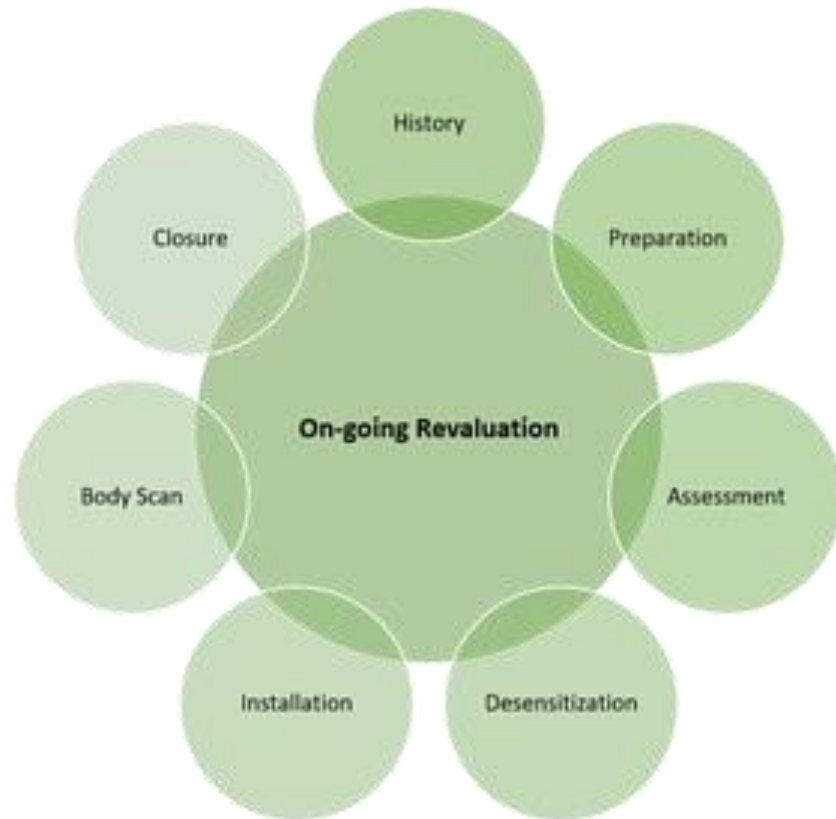 History
Preparation
Assessment
Desensitization
Installation
Body Scan
Closure
On-going Revaluation